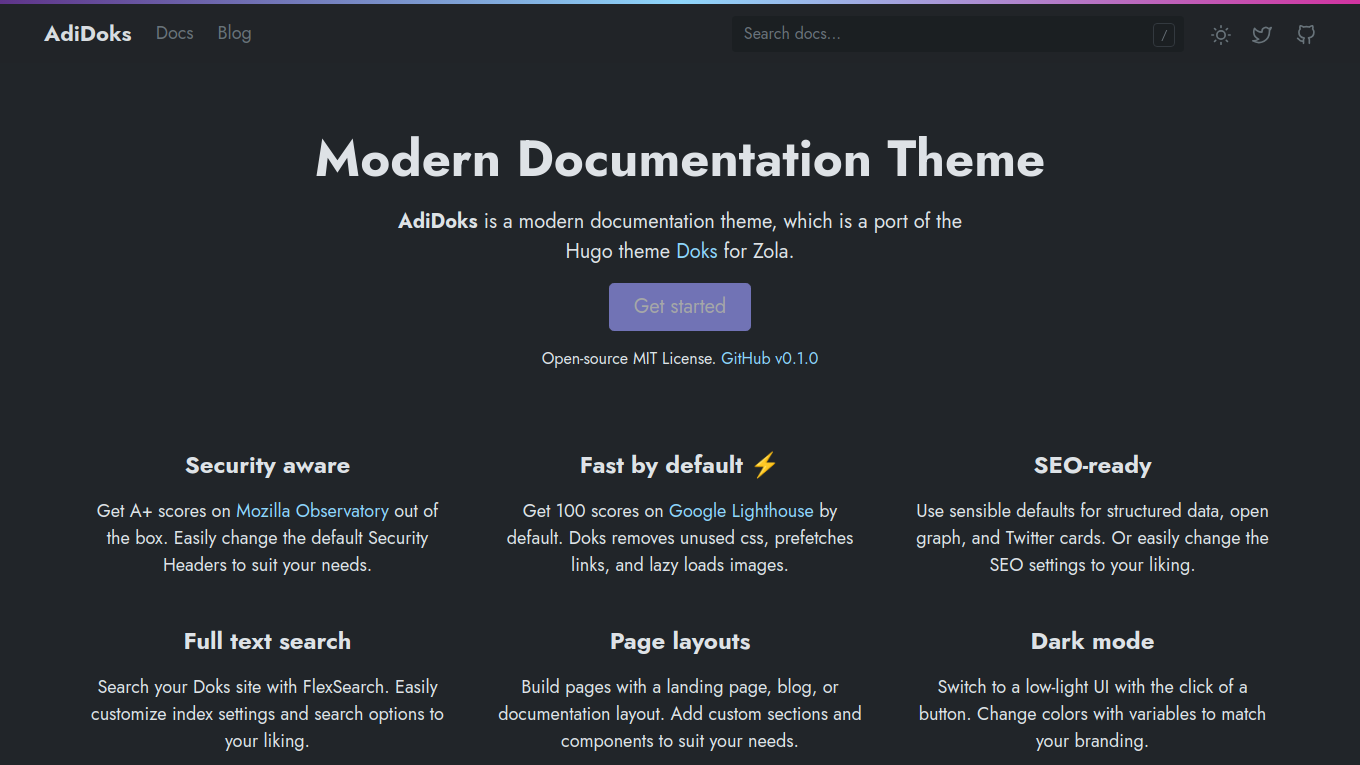 AdiDoks Docs Blog Search docs... /
Modern Documentation Theme
AdiDoks is a modern documentation theme, which is a port of the
Hugo theme Doks for Zola.
Get started
Open-source MIT License. GitHub v0.1.0
Security aware
Get A+ scores on Mozilla Observatory out of
the box. Easily change the default Security
Headers to suit your needs.
Fast by default ⚡
Get 100 scores on Google Lighthouse by
default. Doks removes unused css, prefetches
links, and lazy loads images.
SEO-ready
Use sensible defaults for structured data, open
graph, and Twitter cards. Or easily change the
SEO settings to your liking.
Full text search
Search your Doks site with FlexSearch. Easily
customize index settings and search options to
your liking.
Page layouts
Build pages with a landing page, blog, or
documentation layout. Add custom sections and
components to suit your needs.
Dark mode
Switch to a low-light UI with the click of a
button. Change colors with variables to match
your branding.